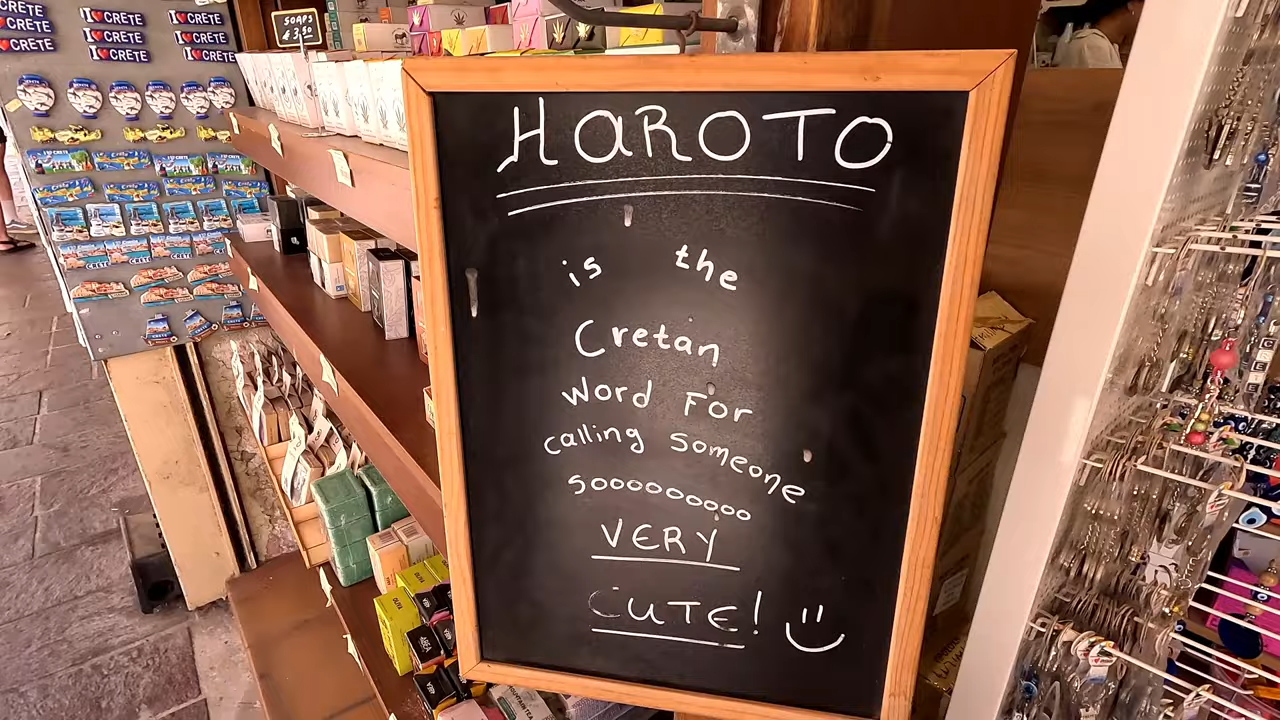 I ❤ CRETE
I ❤ CRETE
I ❤ CRETE
SOAPS
€ 3,50
HaROTO
is the
Cretan
word For
calling someone
sooooooooo
VERY
CUTE! :)